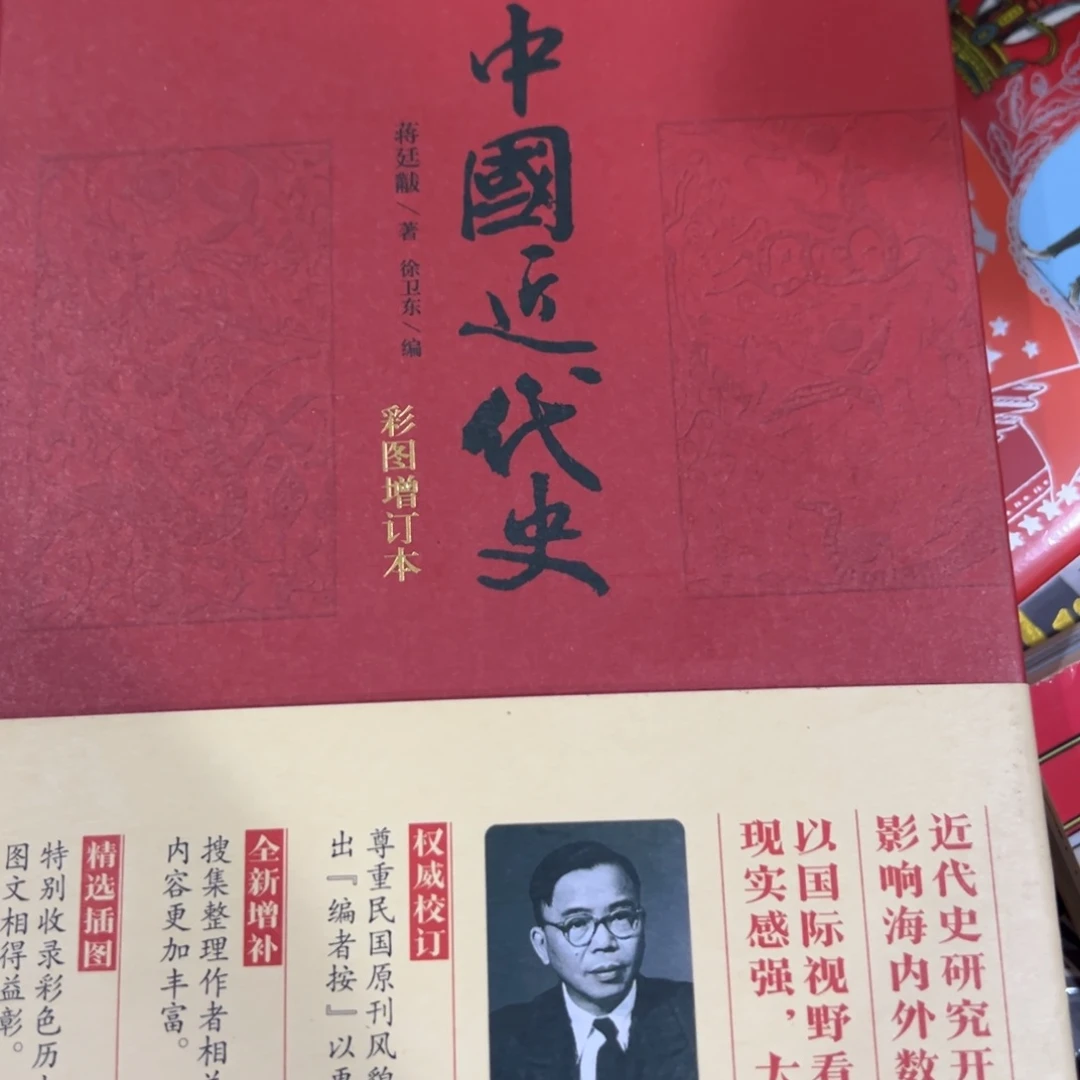 中國近代史
蒋廷黻/著 徐卫东/编
彩图增订本
近代史研究开
影响海内外数
以国际视野看
现实感强，大
权威校订
尊重民国原刊风貌
出『编者按』以更
全新增补
搜集整理作者相关
内容更加丰富。
精选插图
特别收录彩色历
图文相得益彰。